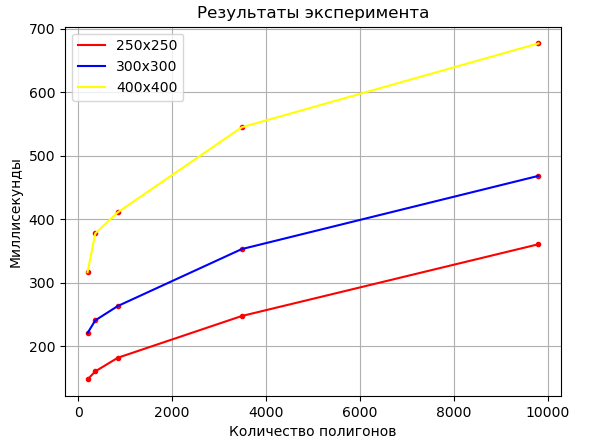 Результаты эксперимента
250x250
300x300
400x400
Миллисекунды
700
600
500
400
300
200
0 2000 4000 6000 8000 10000
Количество полигонов